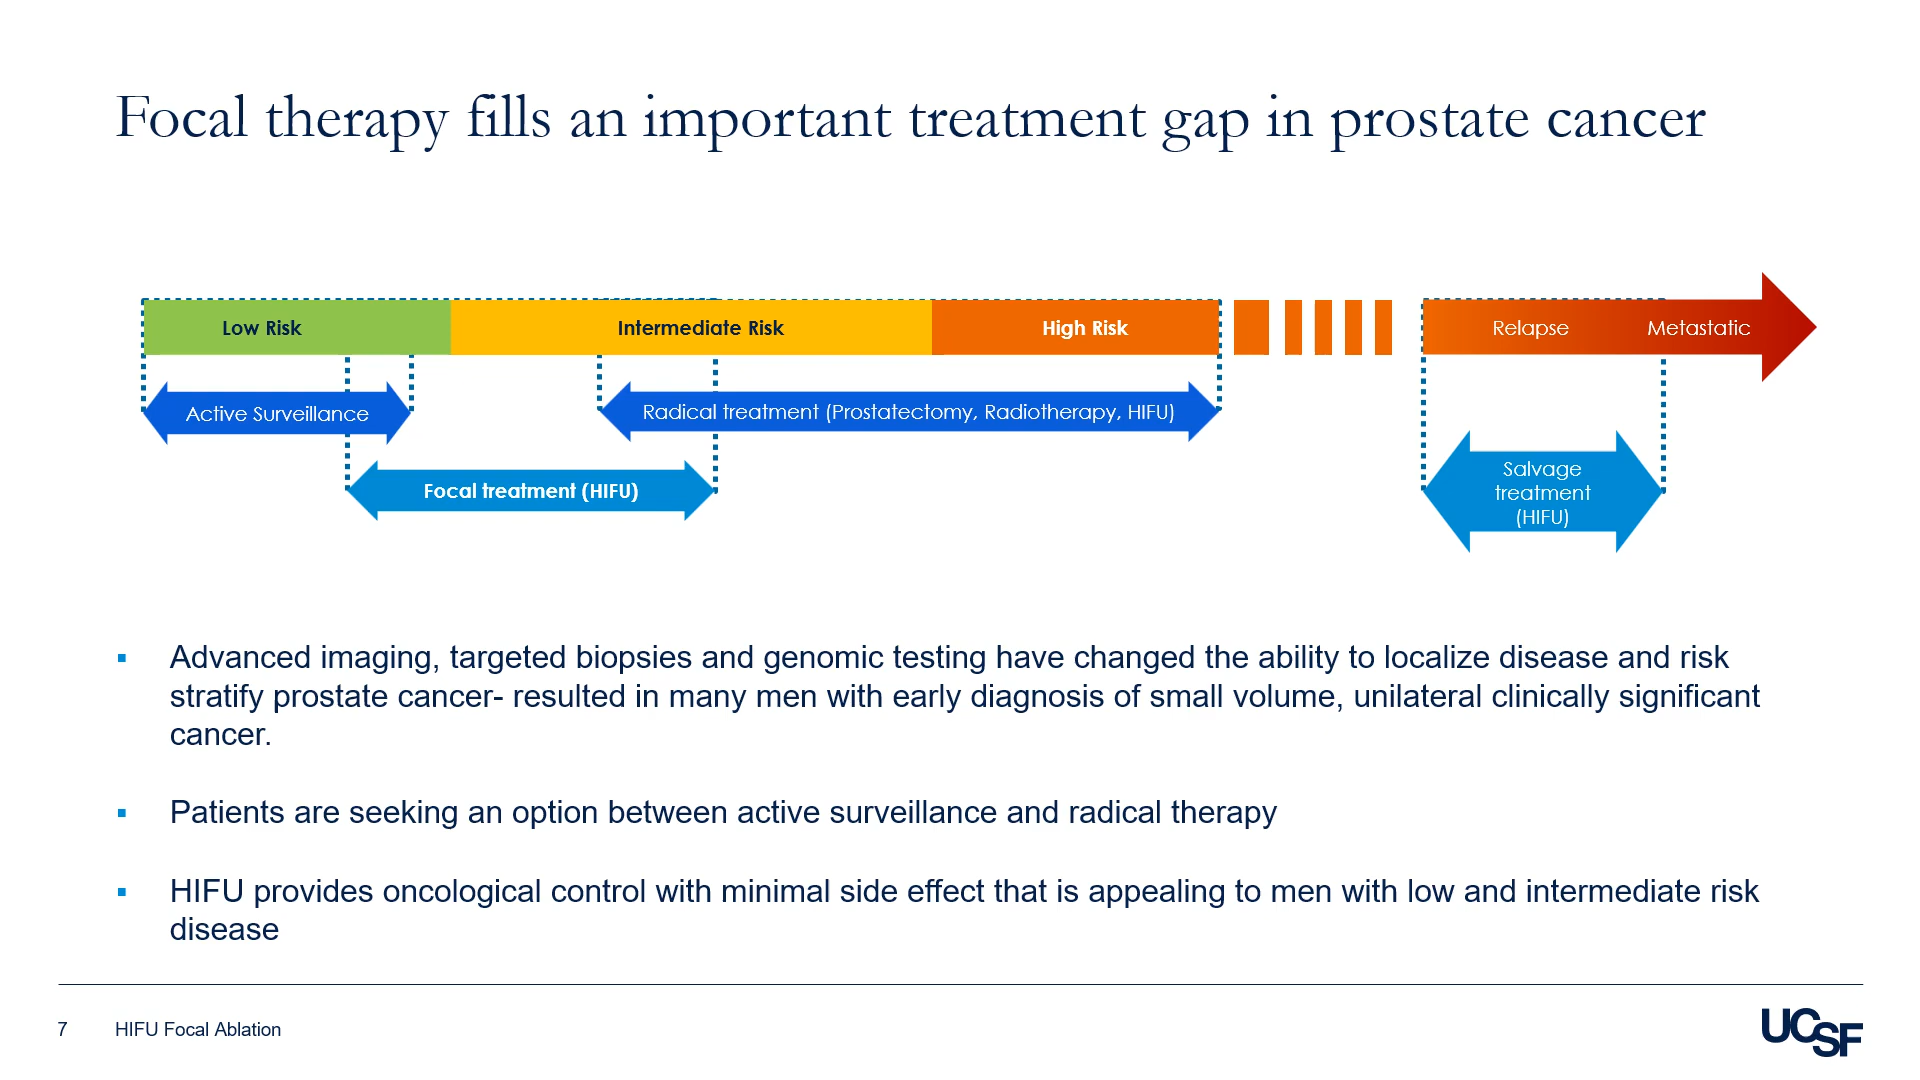 Focal therapy fills an important treatment gap in prostate cancer
Low Risk
Intermediate Risk
High Risk
Relapse
Metastatic
Active Surveillance
Radical treatment (Prostatectomy, Radiotherapy, HIFU)
Focal treatment (HIFU)
Salvage
treatment
(HIFU)
▪ Advanced imaging, targeted biopsies and genomic testing have changed the ability to localize disease and risk
stratify prostate cancer- resulted in many men with early diagnosis of small volume, unilateral clinically significant
cancer.
▪ Patients are seeking an option between active surveillance and radical therapy
▪ HIFU provides oncological control with minimal side effect that is appealing to men with low and intermediate risk
disease
7 HIFU Focal Ablation
UCSF